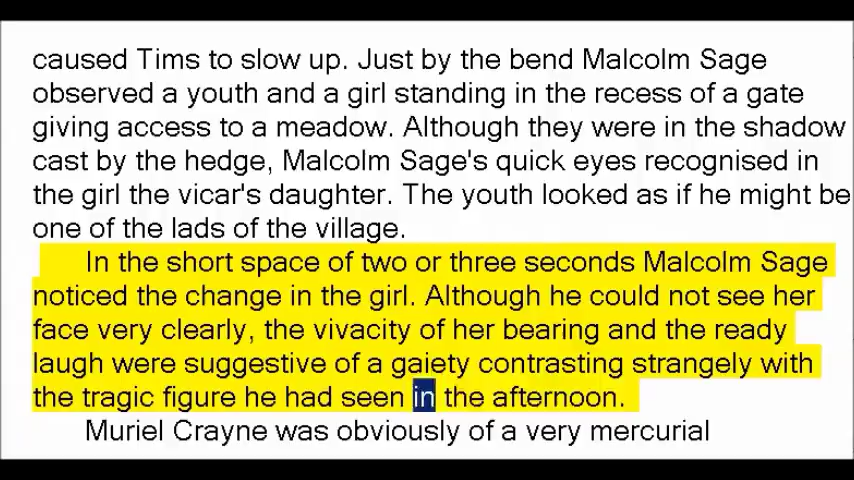 caused Tims to slow up. Just by the bend Malcolm Sage
observed a youth and a girl standing in the recess of a gate
giving access to a meadow. Although they were in the shadow
cast by the hedge, Malcolm Sage's quick eyes recognised in
the girl the vicar's daughter. The youth looked as if he might be
one of the lads of the village.
In the short space of two or three seconds Malcolm Sage
noticed the change in the girl. Although he could not see her
face very clearly, the vivacity of her bearing and the ready
laugh were suggestive of a gaiety contrasting strangely with
the tragic figure he had seen in the afternoon.
Muriel Crayne was obviously of a very mercurial